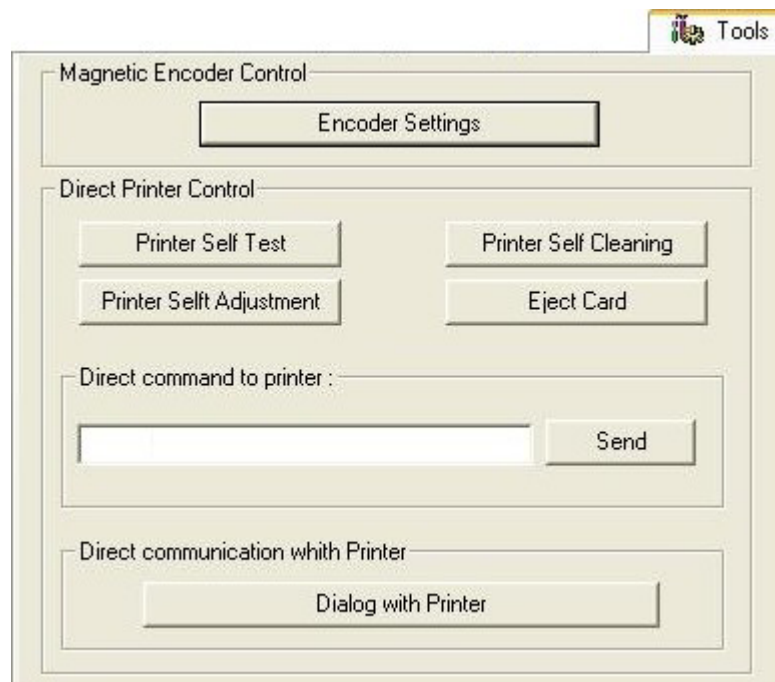 Tools
Magnetic Encoder Control
Encoder Settings
Direct Printer Control
Printer Self Test
Printer Self Cleaning
Printer Selft Adjustment
Eject Card
Direct command to printer :
Send
Direct communication whith Printer
Dialog with Printer